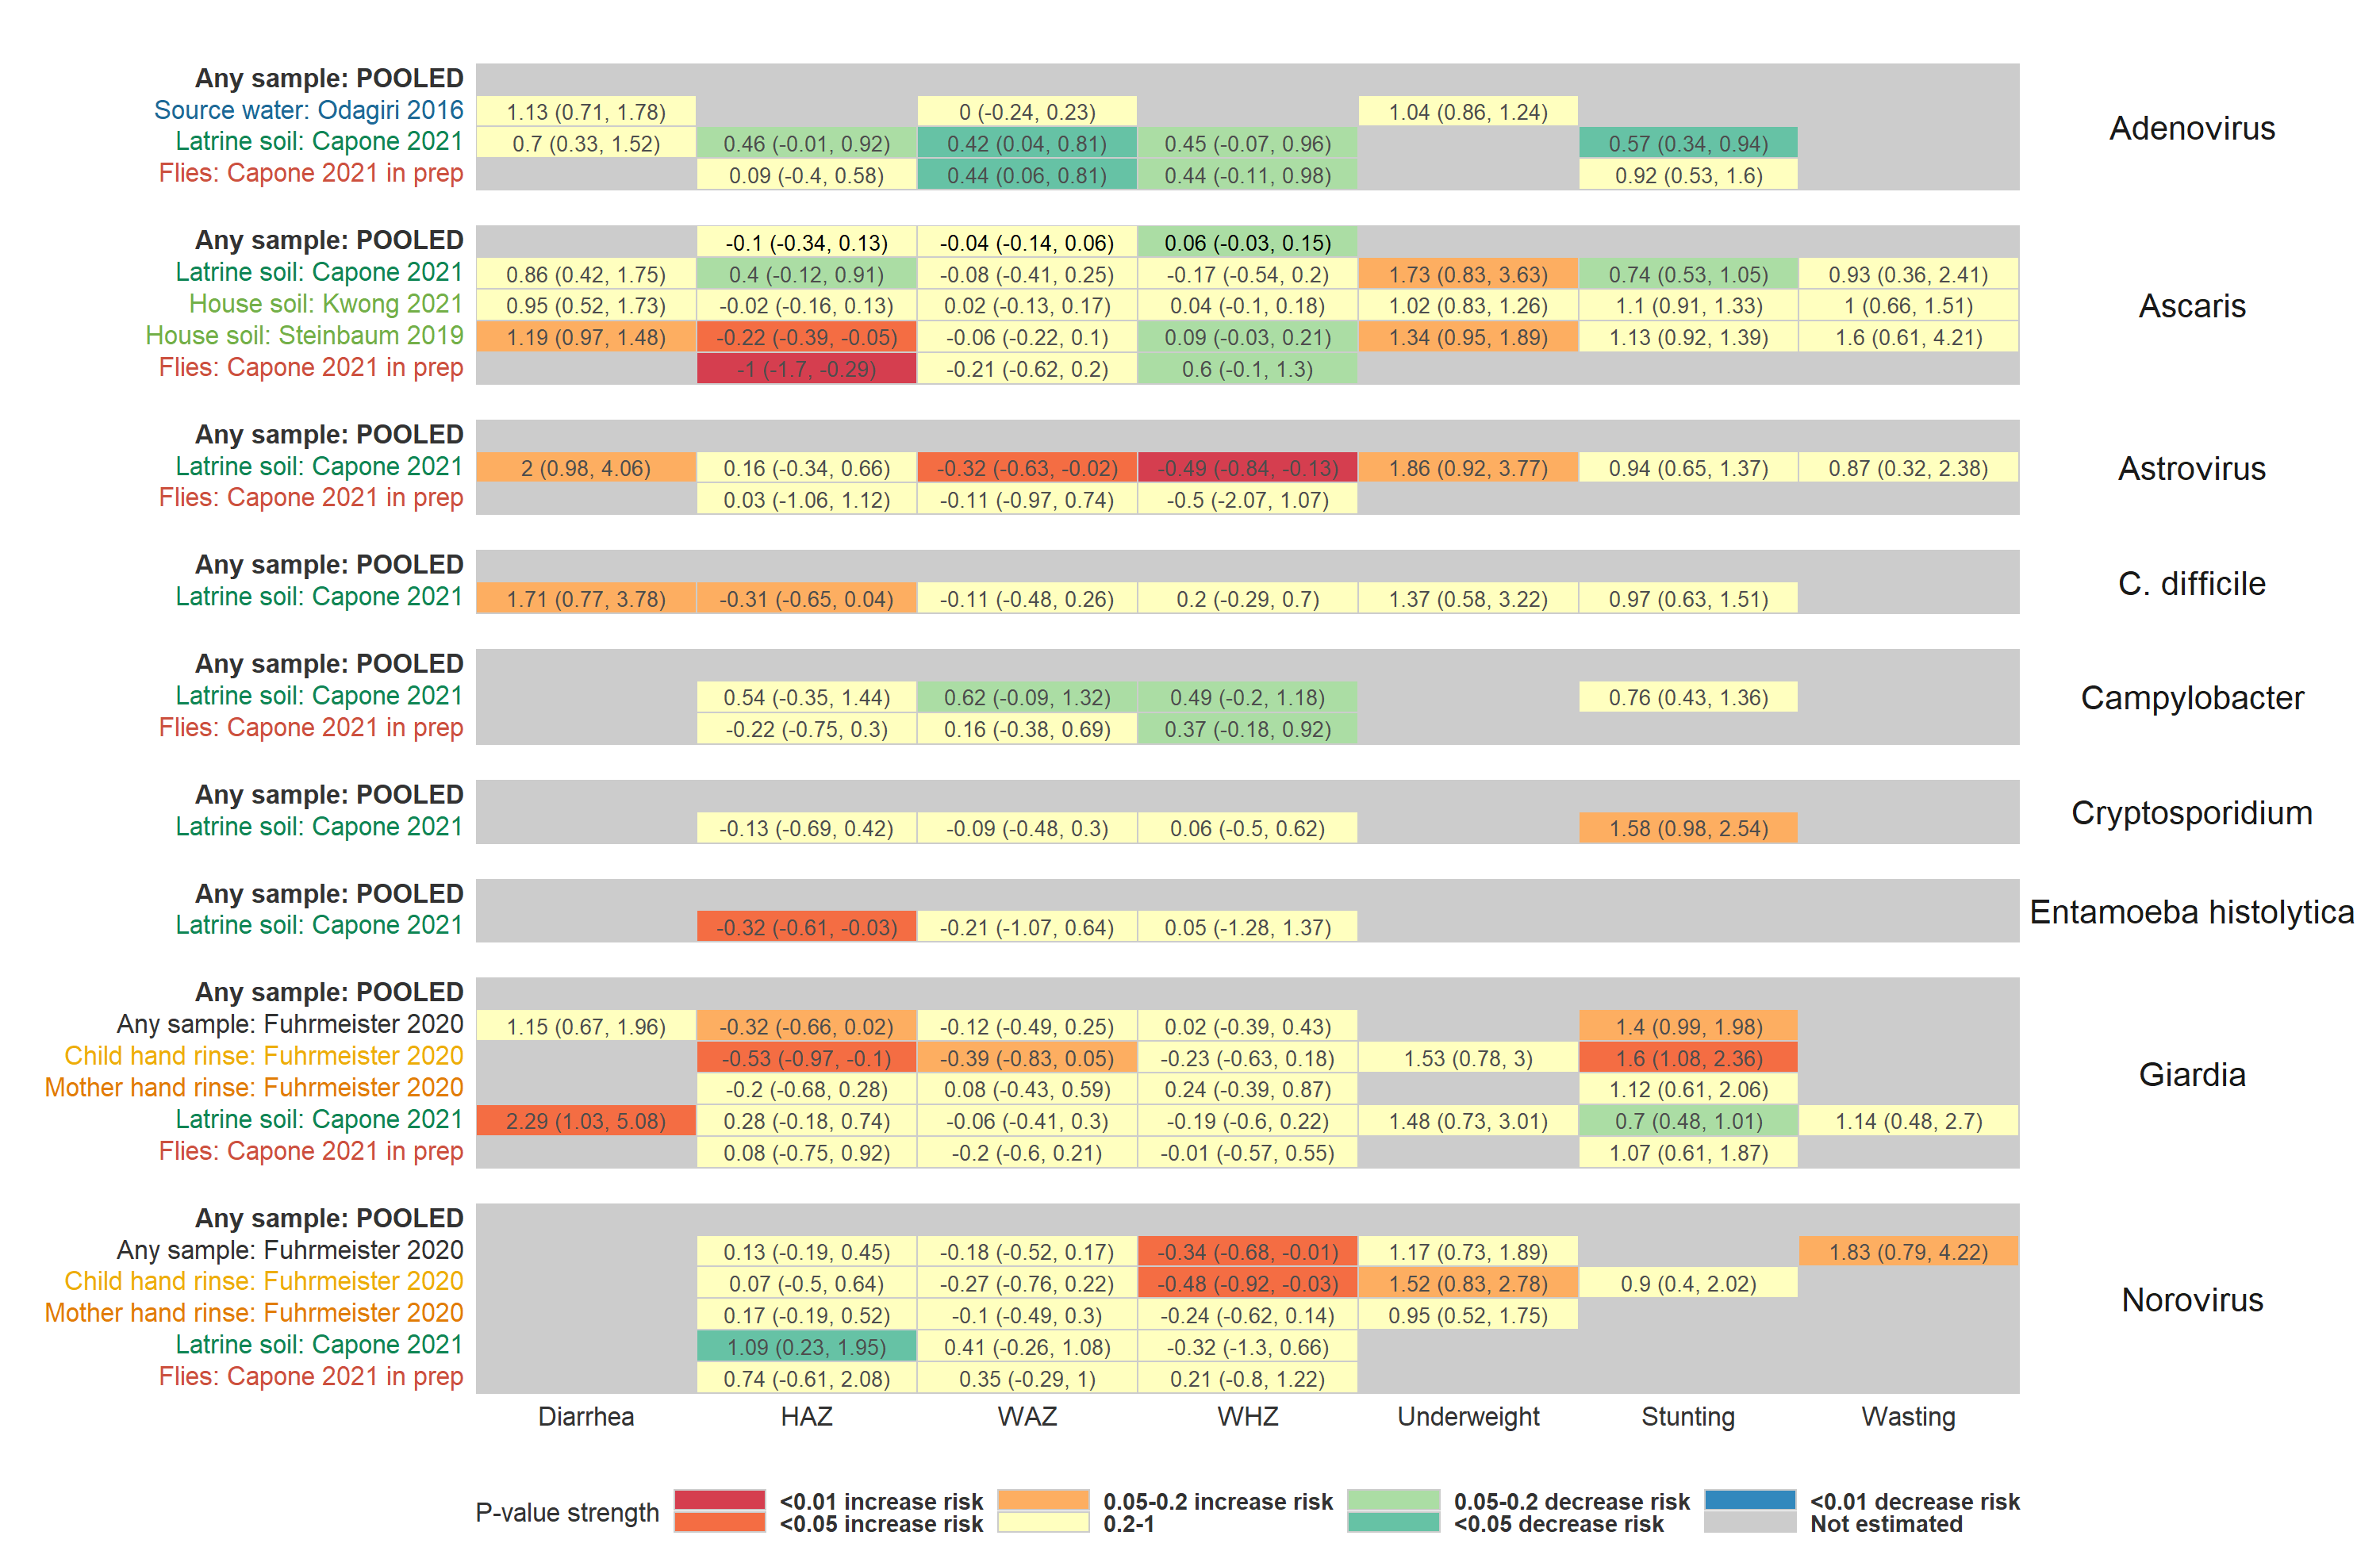 Any sample: POOLED
Source water: Odagiri 2016 1.13 (0.71, 1.78) 0 (-0.24, 0.23) 1.04 (0.86, 1.24)
Latrine soil: Capone 2021 0.7 (0.33, 1.52) 0.46 (-0.01, 0.92) 0.42 (0.04, 0.81) 0.45 (-0.07, 0.96) 0.57 (0.34, 0.94)
Flies: Capone 2021 in prep 0.09 (-0.4, 0.58) 0.44 (0.06, 0.81) 0.44 (-0.11, 0.98) 0.92 (0.53, 1.6)
Adenovirus
Any sample: POOLED -0.1 (-0.34, 0.13) -0.04 (-0.14, 0.06) 0.06 (-0.03, 0.15)
Latrine soil: Capone 2021 0.86 (0.42, 1.75) 0.4 (-0.12, 0.91) -0.08 (-0.41, 0.25) -0.17 (-0.54, 0.2) 1.73 (0.83, 3.63) 0.74 (0.53, 1.05) 0.93 (0.36, 2.41)
House soil: Kwong 2021 0.95 (0.52, 1.73) -0.02 (-0.16, 0.13) 0.02 (-0.13, 0.17) 0.04 (-0.1, 0.18) 1.02 (0.83, 1.26) 1.1 (0.91, 1.33) 1 (0.66, 1.51)
House soil: Steinbaum 2019 1.19 (0.97, 1.48) -0.22 (-0.39, -0.05) -0.06 (-0.22, 0.1) 0.09 (-0.03, 0.21) 1.34 (0.95, 1.89) 1.13 (0.92, 1.39) 1.6 (0.61, 4.21)
Flies: Capone 2021 in prep -1 (-1.7, -0.29) -0.21 (-0.62, 0.2) 0.6 (-0.1, 1.3)
Ascaris
Any sample: POOLED
Latrine soil: Capone 2021 2 (0.98, 4.06) 0.16 (-0.34, 0.66) -0.32 (-0.63, -0.02) -0.49 (-0.84, -0.13) 1.86 (0.92, 3.77) 0.94 (0.65, 1.37) 0.87 (0.32, 2.38)
Flies: Capone 2021 in prep 0.03 (-1.06, 1.12) -0.11 (-0.97, 0.74) -0.5 (-2.07, 1.07)
Astrovirus
Any sample: POOLED
Latrine soil: Capone 2021 1.71 (0.77, 3.78) -0.31 (-0.65, 0.04) -0.11 (-0.48, 0.26) 0.2 (-0.29, 0.7) 1.37 (0.58, 3.22) 0.97 (0.63, 1.51)
C. difficile
Any sample: POOLED
Latrine soil: Capone 2021 0.54 (-0.35, 1.44) 0.62 (-0.09, 1.32) 0.49 (-0.2, 1.18) 0.76 (0.43, 1.36)
Flies: Capone 2021 in prep -0.22 (-0.75, 0.3) 0.16 (-0.38, 0.69) 0.37 (-0.18, 0.92)
Campylobacter
Any sample: POOLED
Latrine soil: Capone 2021 -0.13 (-0.69, 0.42) -0.09 (-0.48, 0.3) 0.06 (-0.5, 0.62) 1.58 (0.98, 2.54)
Cryptosporidium
Any sample: POOLED
Latrine soil: Capone 2021 -0.32 (-0.61, -0.03) -0.21 (-1.07, 0.64) 0.05 (-1.28, 1.37)
Entamoeba histolytica
Any sample: POOLED
Any sample: Fuhrmeister 2020 1.15 (0.67, 1.96) -0.32 (-0.66, 0.02) -0.12 (-0.49, 0.25) 0.02 (-0.39, 0.43) 1.4 (0.99, 1.98)
Child hand rinse: Fuhrmeister 2020 -0.53 (-0.97, -0.1) -0.39 (-0.83, 0.05) -0.23 (-0.63, 0.18) 1.53 (0.78, 3) 1.6 (1.08, 2.36)
Mother hand rinse: Fuhrmeister 2020 -0.2 (-0.68, 0.28) 0.08 (-0.43, 0.59) 0.24 (-0.39, 0.87) 1.12 (0.61, 2.06)
Latrine soil: Capone 2021 2.29 (1.03, 5.08) 0.28 (-0.18, 0.74) -0.06 (-0.41, 0.3) -0.19 (-0.6, 0.22) 1.48 (0.73, 3.01) 0.7 (0.48, 1.01) 1.14 (0.48, 2.7)
Flies: Capone 2021 in prep 0.08 (-0.75, 0.92) -0.2 (-0.6, 0.21) -0.01 (-0.57, 0.55) 1.07 (0.61, 1.87)
Giardia
Any sample: POOLED
Any sample: Fuhrmeister 2020 0.13 (-0.19, 0.45) -0.18 (-0.52, 0.17) -0.34 (-0.68, -0.01) 1.17 (0.73, 1.89) 1.83 (0.79, 4.22)
Child hand rinse: Fuhrmeister 2020 0.07 (-0.5, 0.64) -0.27 (-0.76, 0.22) -0.48 (-0.92, -0.03) 1.52 (0.83, 2.78) 0.9 (0.4, 2.02)
Mother hand rinse: Fuhrmeister 2020 0.17 (-0.19, 0.52) -0.1 (-0.49, 0.3) -0.24 (-0.62, 0.14) 0.95 (0.52, 1.75)
Latrine soil: Capone 2021 1.09 (0.23, 1.95) 0.41 (-0.26, 1.08) -0.32 (-1.3, 0.66)
Flies: Capone 2021 in prep 0.74 (-0.61, 2.08) 0.35 (-0.29, 1) 0.21 (-0.8, 1.22)
Norovirus
Diarrhea HAZ WAZ WHZ Underweight Stunting Wasting
P-value strength
<0.01 increase risk 0.05-0.2 increase risk 0.05-0.2 decrease risk <0.01 decrease risk
<0.05 increase risk 0.2-1 <0.05 decrease risk Not estimated